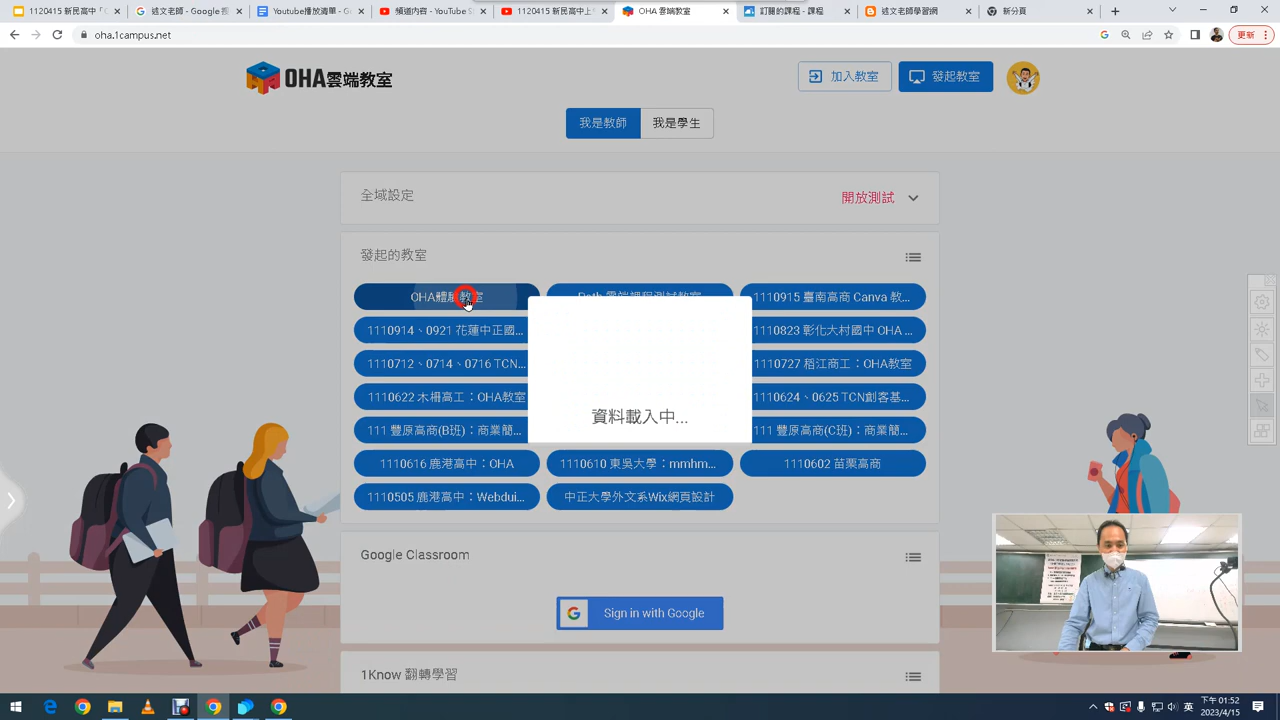 1120415 新民高中「O
述文老師 - Google 搜
Youtube播放清單 - G
頻道內容 - YouTube S
1120415 新民高中上
OHA 雲端教室
訂閱的課程 - 課程
述文老師學習網
新分頁
oha.1campus.net
更新
OHA雲端教室
加入教室
發起教室
我是教師
我是學生
全域設定
開放測試
發起的教室
OHA體驗教室
1110915 臺南高商 Canva 教...
1110914、0921 花蓮中正國...
1110823 彰化大村國中 OHA ...
1110712、0714、0716 TCN...
1110727 稻江商工：OHA教室
1110622 木柵高工：OHA教室
1110624、0625 TCN創客基...
資料載入中...
111 豐原高商(B班)：商業簡...
111 豐原高商(C班)：商業簡...
1110616 鹿港高中：OHA
1110610 東吳大學：mmhm...
1110602 苗栗高商
1110505 鹿港高中：Webdui...
中正大學外文系Wix網頁設計
Google Classroom
Sign in with Google
1Know 翻轉學習
英
下午 01:52
2023/4/15